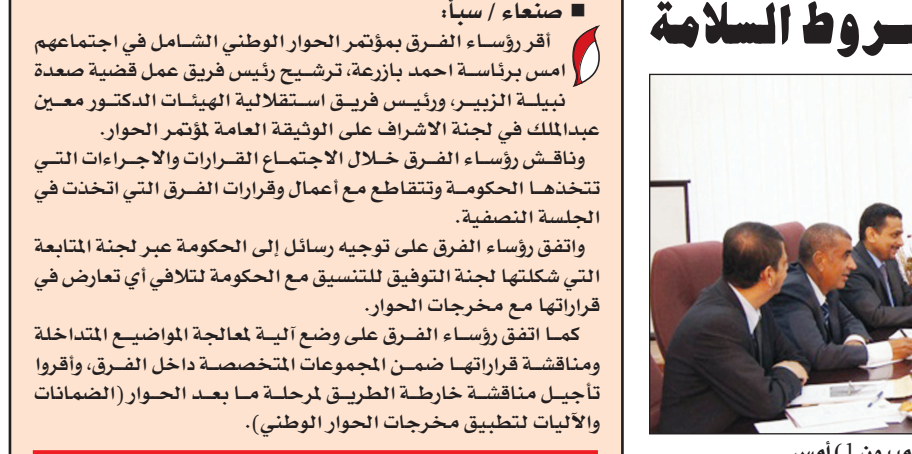 ـروط السلامة
■ صنعاء / سبأ:
أقر رؤساء الفرق بمؤتمر الحوار الوطني الشامل في اجتماعهم
امس برئاسة احمد بازرعة، ترشيح رئيس فريق عمل قضية صعدة
نبيلة الزبير، ورئيس فريق استقلالية الهيئات الدكتور معين
عبدالملك في لجنة الاشراف على الوثيقة العامة لمؤتمر الحوار.
وناقش رؤساء الفرق خلال الاجتماع القرارات والاجراءات التي
تتخذها الحكومة وتتقاطع مع أعمال وقرارات الفرق التي اتخذت في
الجلسة النصفية.
واتفق رؤساء الفرق على توجيه رسائل إلى الحكومة عبر لجنة المتابعة
التي شكلتها لجنة التوفيق للتنسيق مع الحكومة لتلافي أي تعارض في
قراراتها مع مخرجات الحوار.
كما اتفق رؤساء الفرق على وضع آلية لمعالجة المواضيع المتداخلة
ومناقشة قراراتها ضمن المجموعات المتخصصة داخل الفرق، وأقروا
تأجيل مناقشة خارطة الطريق لمرحلة ما بعد الحوار (الضمانات
والآليات لتطبيق مخرجات الحوار الوطني).
أمس